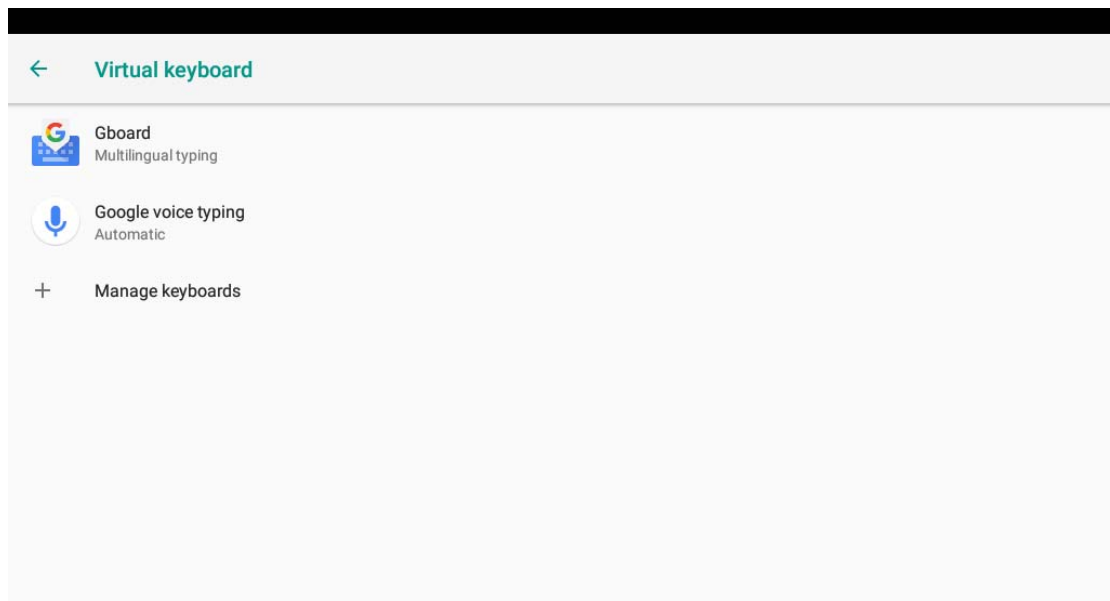 Virtual keyboard
Gboard
Multilingual typing
Google voice typing
Automatic
Manage keyboards